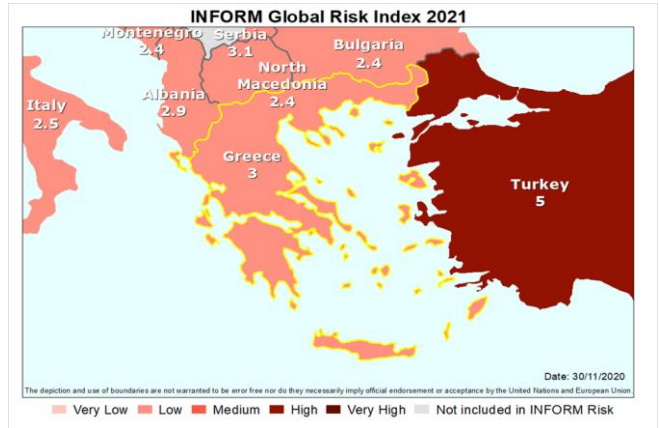 INFORM Global Risk Index 2021
Montenegro
2.4
Serbia
3.1
Bulgaria
2.4
North
Macedonia
2.4
Albania
2.9
Italy
2.5
Greece
3
Turkey
5
Date: 30/11/2020
The depiction and use of boundaries are not warranted to be error free nor do they necessarily imply official endorsement or acceptance by the United Nations and European Union.
Very Low Low Medium High Very High Not included in INFORM Risk